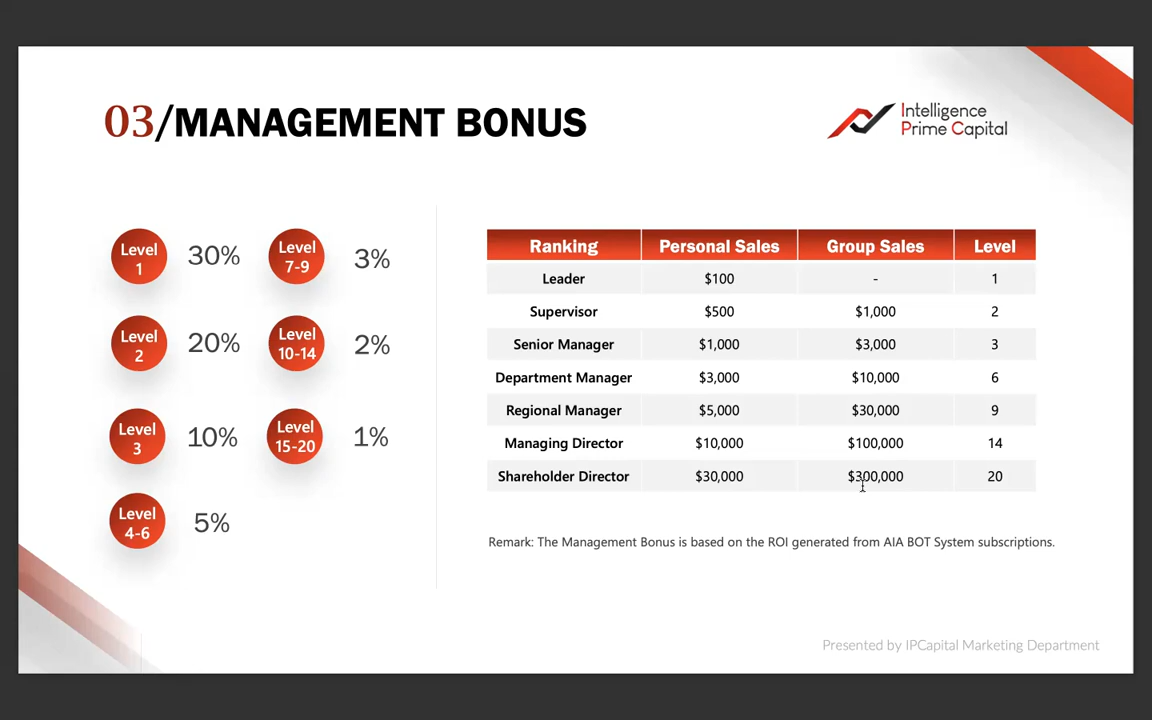 03/MANAGEMENT BONUS
Intelligence
Prime Capital
Level
1
30%
Level
7-9
3%
Level
2
20%
Level
10-14
2%
Level
3
10%
Level
15-20
1%
Level
4-6
5%
Ranking Personal Sales Group Sales Level
Leader $100 - 1
Supervisor $500 $1,000 2
Senior Manager $1,000 $3,000 3
Department Manager $3,000 $10,000 6
Regional Manager $5,000 $30,000 9
Managing Director $10,000 $100,000 14
Shareholder Director $30,000 $300,000 20
Remark: The Management Bonus is based on the ROI generated from AIA BOT System subscriptions.
Presented by IPCapital Marketing Department